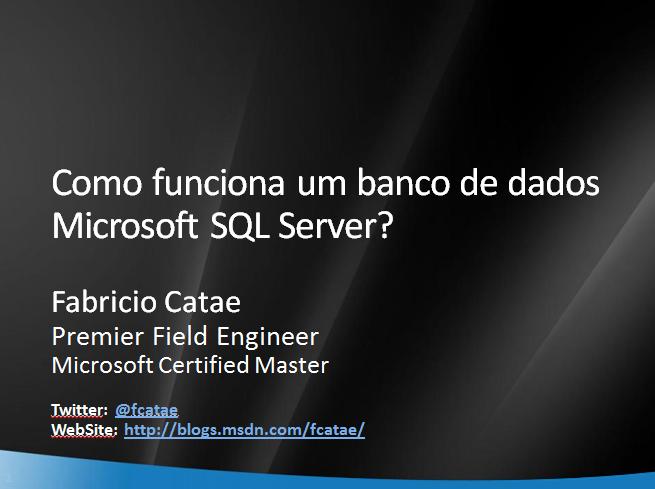 Como funciona um banco de dados
Microsoft SQL Server?
Fabricio Catae
Premier Field Engineer
Microsoft Certified Master
Twitter: @fcatae
WebSite: http://blogs.msdn.com/fcatae/